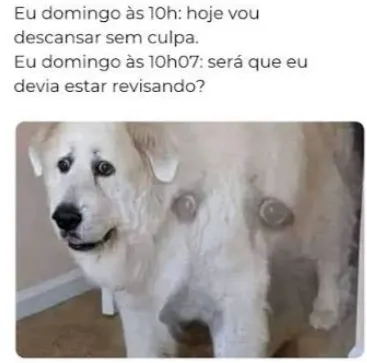 Eu domingo às 10h: hoje vou
descansar sem culpa.
Eu domingo às 10h07: será que eu
devia estar revisando?